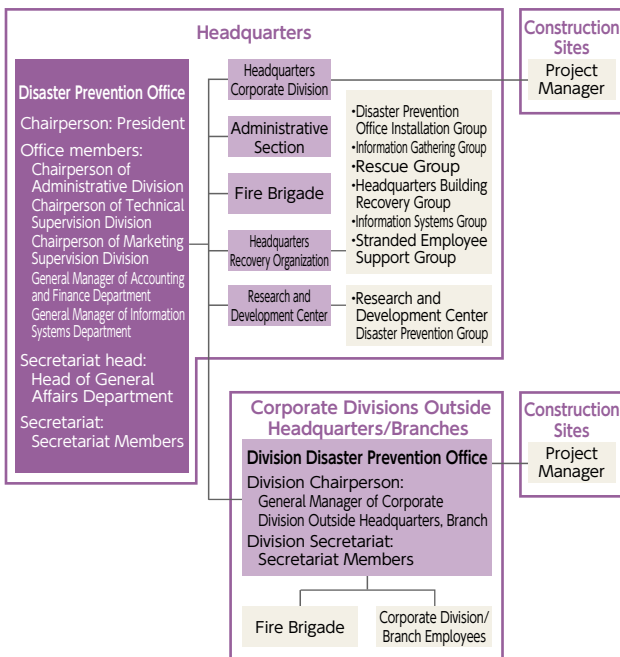 Headquarters
Disaster Prevention Office
Chairperson: President
Office members:
Chairperson of
Administrative Division
Chairperson of Technical
Supervision Division
Chairperson of Marketing
Supervision Division
General Manager of Accounting
and Finance Department
General Manager of Information
Systems Department
Secretariat head:
Head of General
Affairs Department
Secretariat:
Secretariat Members
Headquarters
Corporate Division
Administrative
Section
Fire Brigade
Headquarters
Recovery Organization
Research and
Development Center
•Disaster Prevention
Office Installation Group
•Information Gathering Group
•Rescue Group
•Headquarters Building
Recovery Group
•Information Systems Group
•Stranded Employee
Support Group
•Research and
Development Center
Disaster Prevention Group
Construction
Sites
Project
Manager
Corporate Divisions Outside
Headquarters/Branches
Division Disaster Prevention Office
Division Chairperson:
General Manager of Corporate
Division Outside Headquarters, Branch
Division Secretariat:
Secretariat Members
Fire Brigade
Corporate Division/
Branch Employees
Construction
Sites
Project
Manager